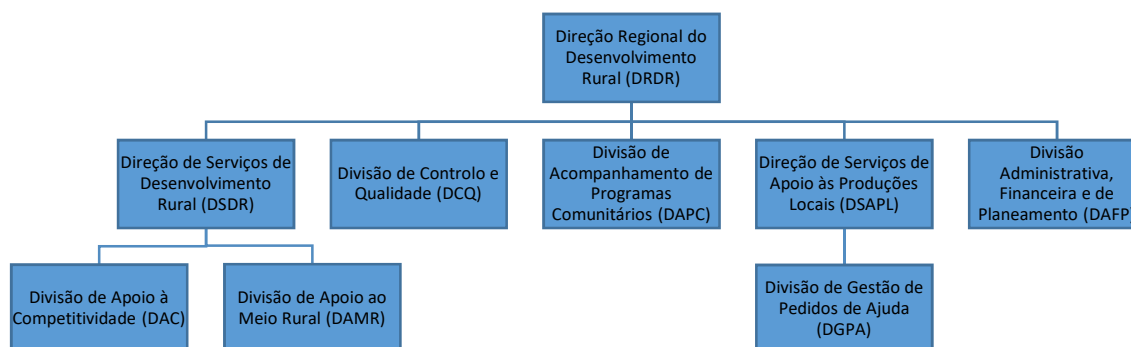 Direção Regional do
Desenvolvimento
Rural (DRDR)
Direção de Serviços de
Desenvolvimento
Rural (DSDR)
Divisão de Controlo e
Qualidade (DCQ)
Divisão de
Acompanhamento de
Programas
Comunitários (DAPC)
Direção de Serviços de
Apoio às Produções
Locais (DSAPL)
Divisão
Administrativa,
Financeira e de
Planeamento (DAFP)
Divisão de Apoio à
Competitividade (DAC)
Divisão de Apoio ao
Meio Rural (DAMR)
Divisão de Gestão de
Pedidos de Ajuda
(DGPA)